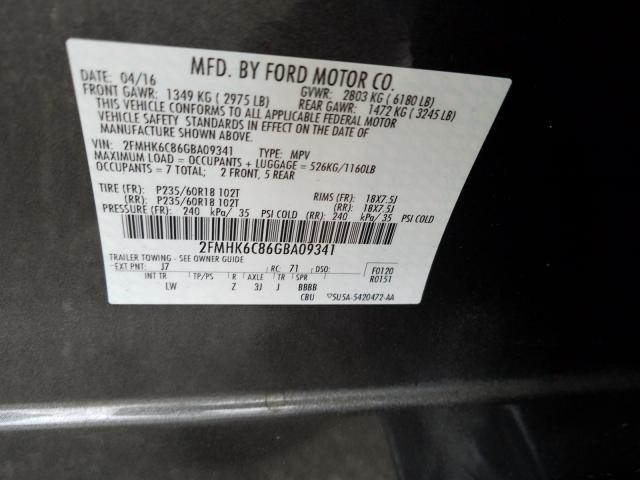 MFD. BY FORD MOTOR CO.
DATE: 04/16 GVWR: 2803 KG ( 6180 LB)
FRONT GAWR: 1349 KG ( 2975 LB) REAR GAWR: 1472 KG ( 3245 LB)
THIS VEHICLE CONFORMS TO ALL APPLICABLE FEDERAL MOTOR
VEHICLE SAFETY STANDARDS IN EFFECT ON THE DATE OF
MANUFACTURE SHOWN ABOVE.
VIN: 2FMHK6C86GBA09341 TYPE: MPV
MAXIMUM LOAD = OCCUPANTS + LUGGAGE = 526KG/1160LB
OCCUPANTS = 7 TOTAL; 2 FRONT, 5 REAR
TIRE (FR): P235/60R18 102T RIMS (FR): 18X7.5J
(RR): P235/60R18 102T (RR): 18X7.5J
PRESSURE (FR): 240 kPa/ 35 PSI COLD (RR): 240 kPa/ 35 PSI COLD
2FMHK6C86GBA09341
TRAILER TOWING - SEE OWNER GUIDE
EXT PNT: J7 RC: 71 DSO: F0120
R0151
INT TR TP/PS R AXLE TR SPR
LW Z 3J J BBBB
CBU 5U5A-5420472-AA